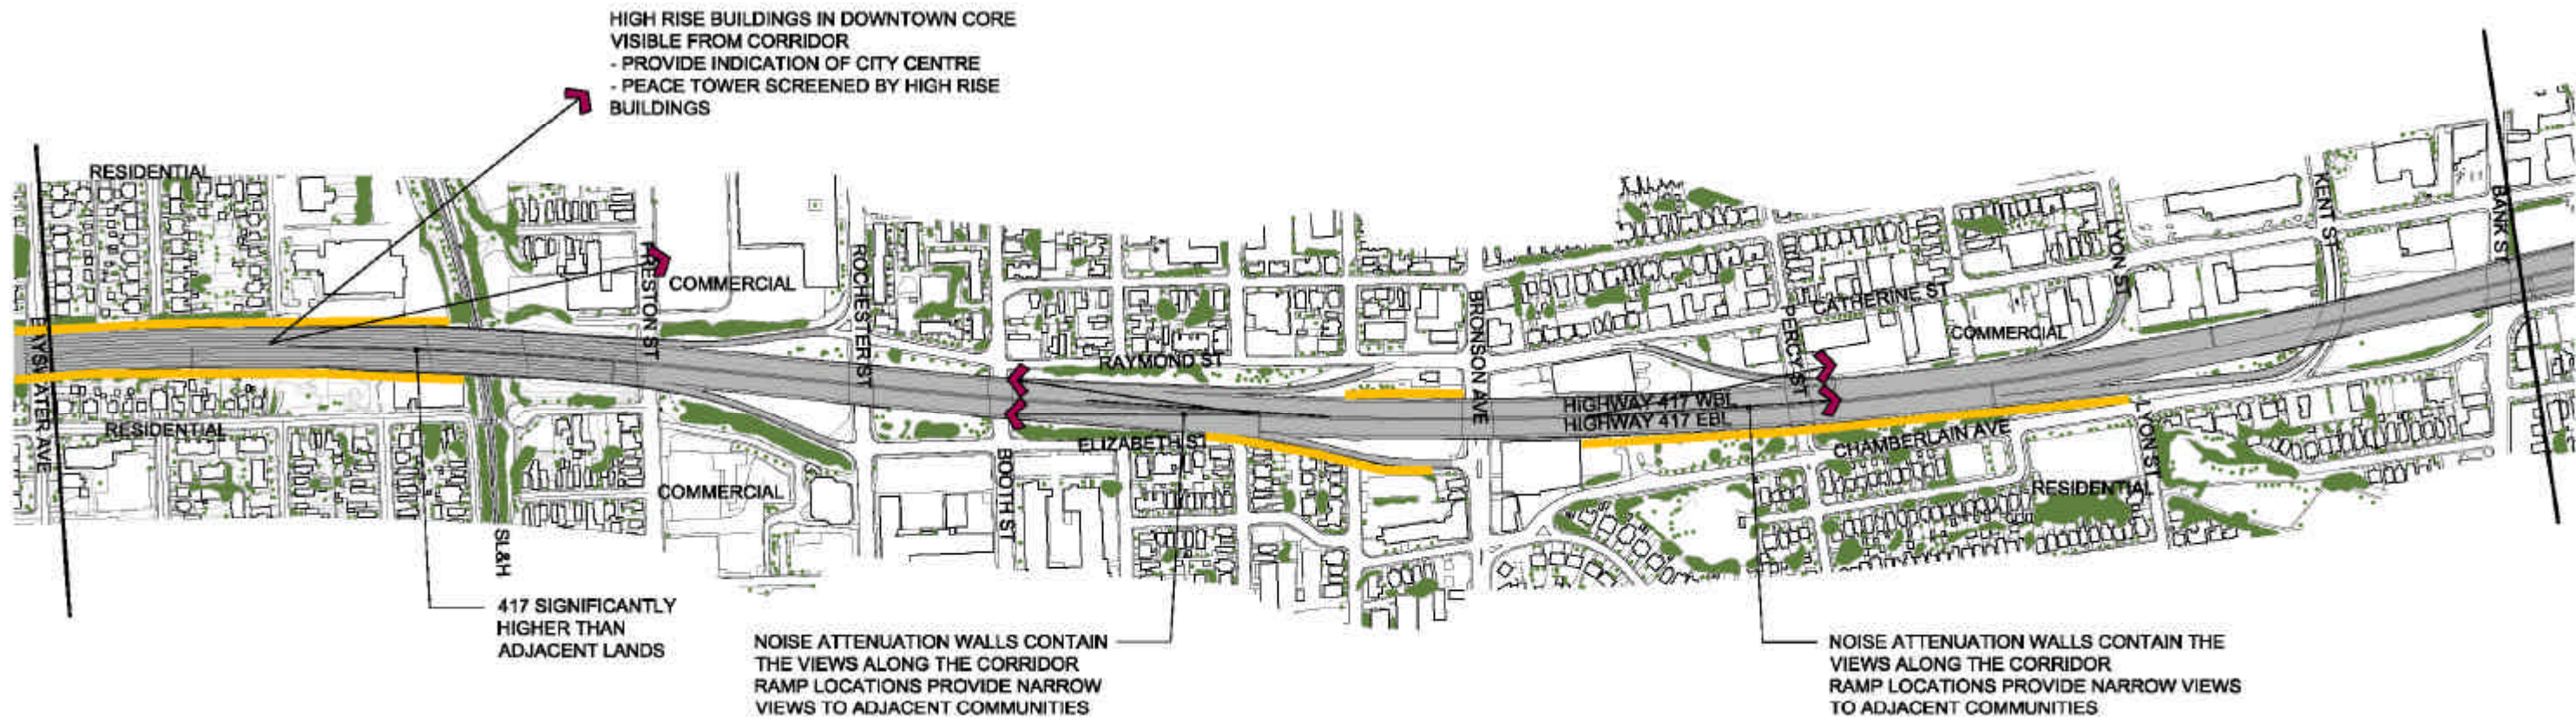 HIGH RISE BUILDINGS IN DOWNTOWN CORE
VISIBLE FROM CORRIDOR
- PROVIDE INDICATION OF CITY CENTRE
- PEACE TOWER SCREENED BY HIGH RISE
BUILDINGS
RESIDENTIAL
COMMERCIAL
PRESTON ST
ROCHESTER ST
BAYSWATER AVE
RESIDENTIAL
COMMERCIAL
SL&H
RAYMOND ST
ELIZABETH ST
BOOTH ST
BRONSON AVE
HIGHWAY 417 WBL
HIGHWAY 417 EBL
PERCY ST
CATHERINE ST
COMMERCIAL
LYON ST
KENT ST
BANK ST
CHAMBERLAIN AVE
RESIDENTIAL
LYON ST
417 SIGNIFICANTLY
HIGHER THAN
ADJACENT LANDS
NOISE ATTENUATION WALLS CONTAIN
THE VIEWS ALONG THE CORRIDOR
RAMP LOCATIONS PROVIDE NARROW
VIEWS TO ADJACENT COMMUNITIES
NOISE ATTENUATION WALLS CONTAIN THE
VIEWS ALONG THE CORRIDOR
RAMP LOCATIONS PROVIDE NARROW VIEWS
TO ADJACENT COMMUNITIES